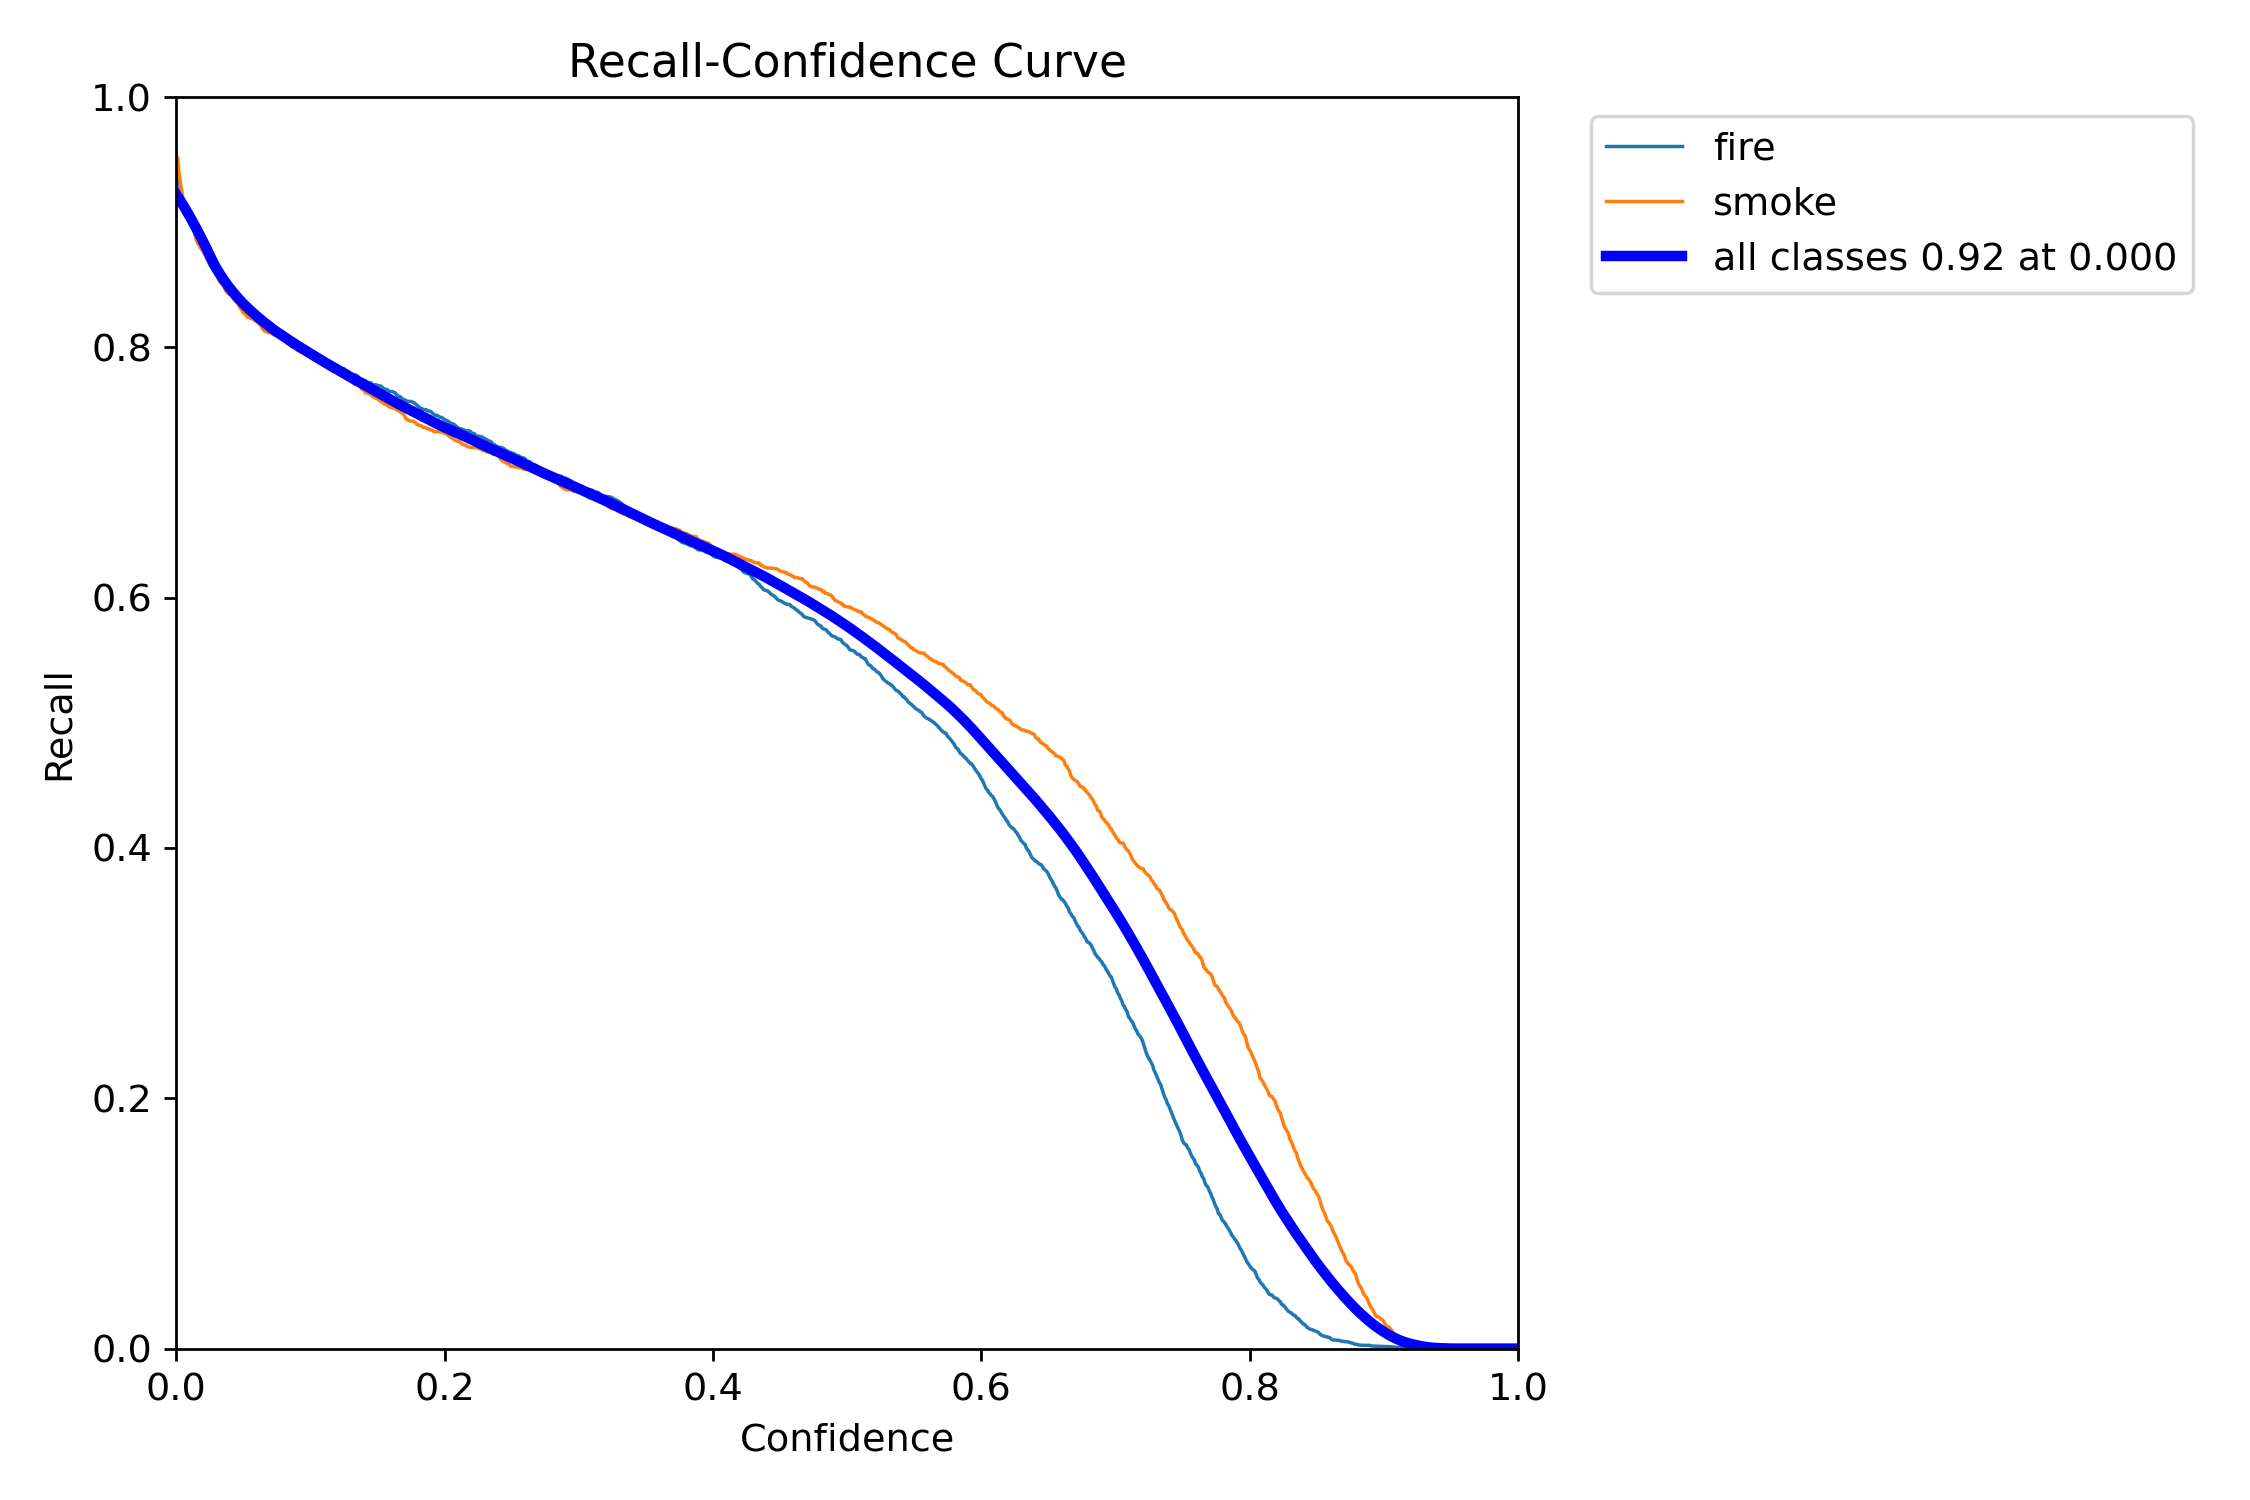 Recall-Confidence Curve
1.0
0.8
0.6
0.4
0.2
0.0
Recall
0.0 0.2 0.4 0.6 0.8 1.0
Confidence
fire
smoke
all classes 0.92 at 0.000